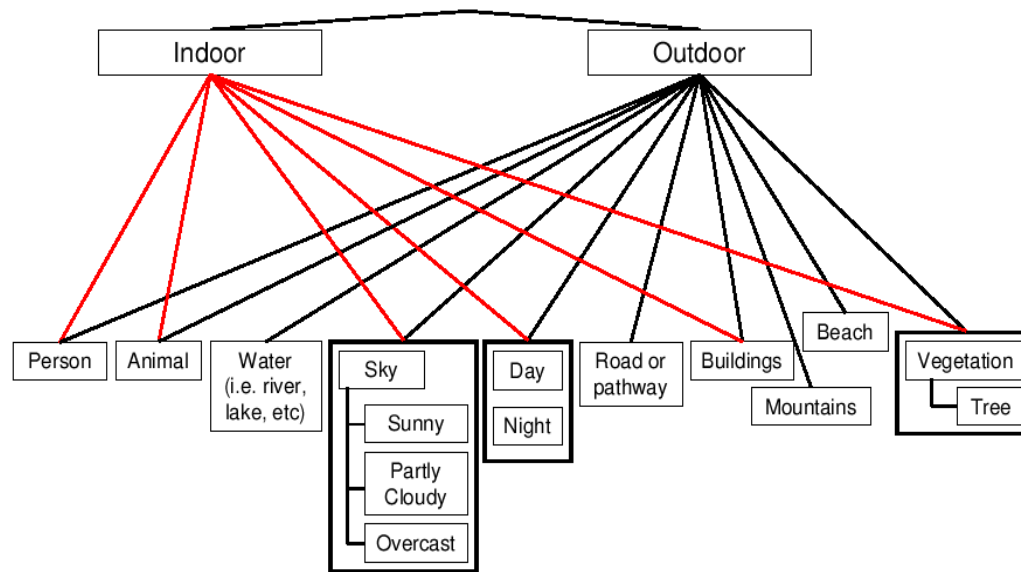 Indoor
Outdoor
Person
Animal
Water
(i.e. river,
lake, etc)
Sky
Sunny
Partly
Cloudy
Overcast
Day
Night
Road or
pathway
Buildings
Mountains
Beach
Vegetation
Tree